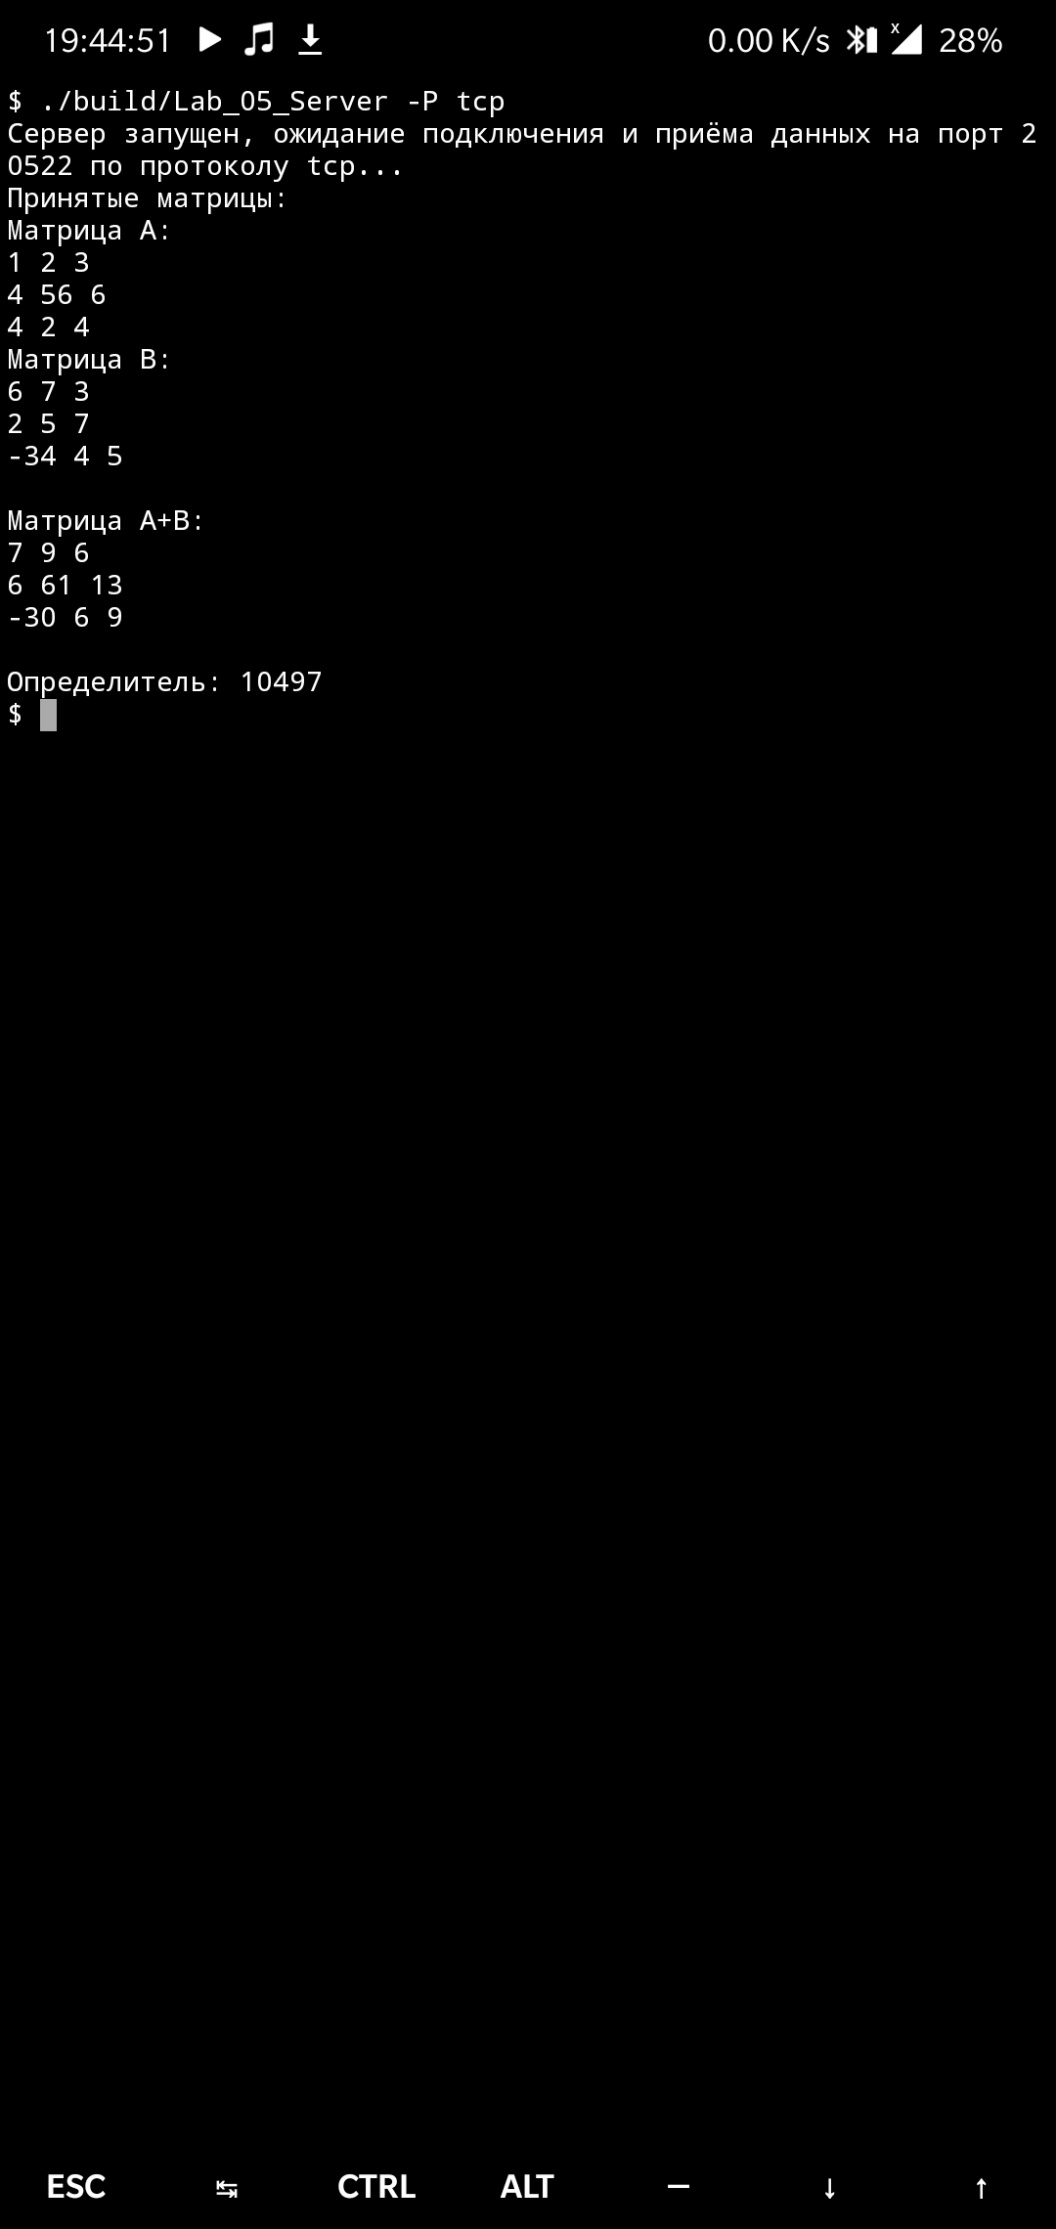 19:44:51 0.00 K/s 28%
$ ./build/Lab_05_Server -P tcp
Сервер запущен, ожидание подключения и приёма данных на порт 2
0522 по протоколу tcp...
Принятые матрицы:
Матрица A:
1 2 3
4 56 6
4 2 4
Матрица B:
6 7 3
2 5 7
-34 4 5
Матрица A+B:
7 9 6
6 61 13
-30 6 9
Определитель: 10497
$
ESC ↹ CTRL ALT — ↓ ↑